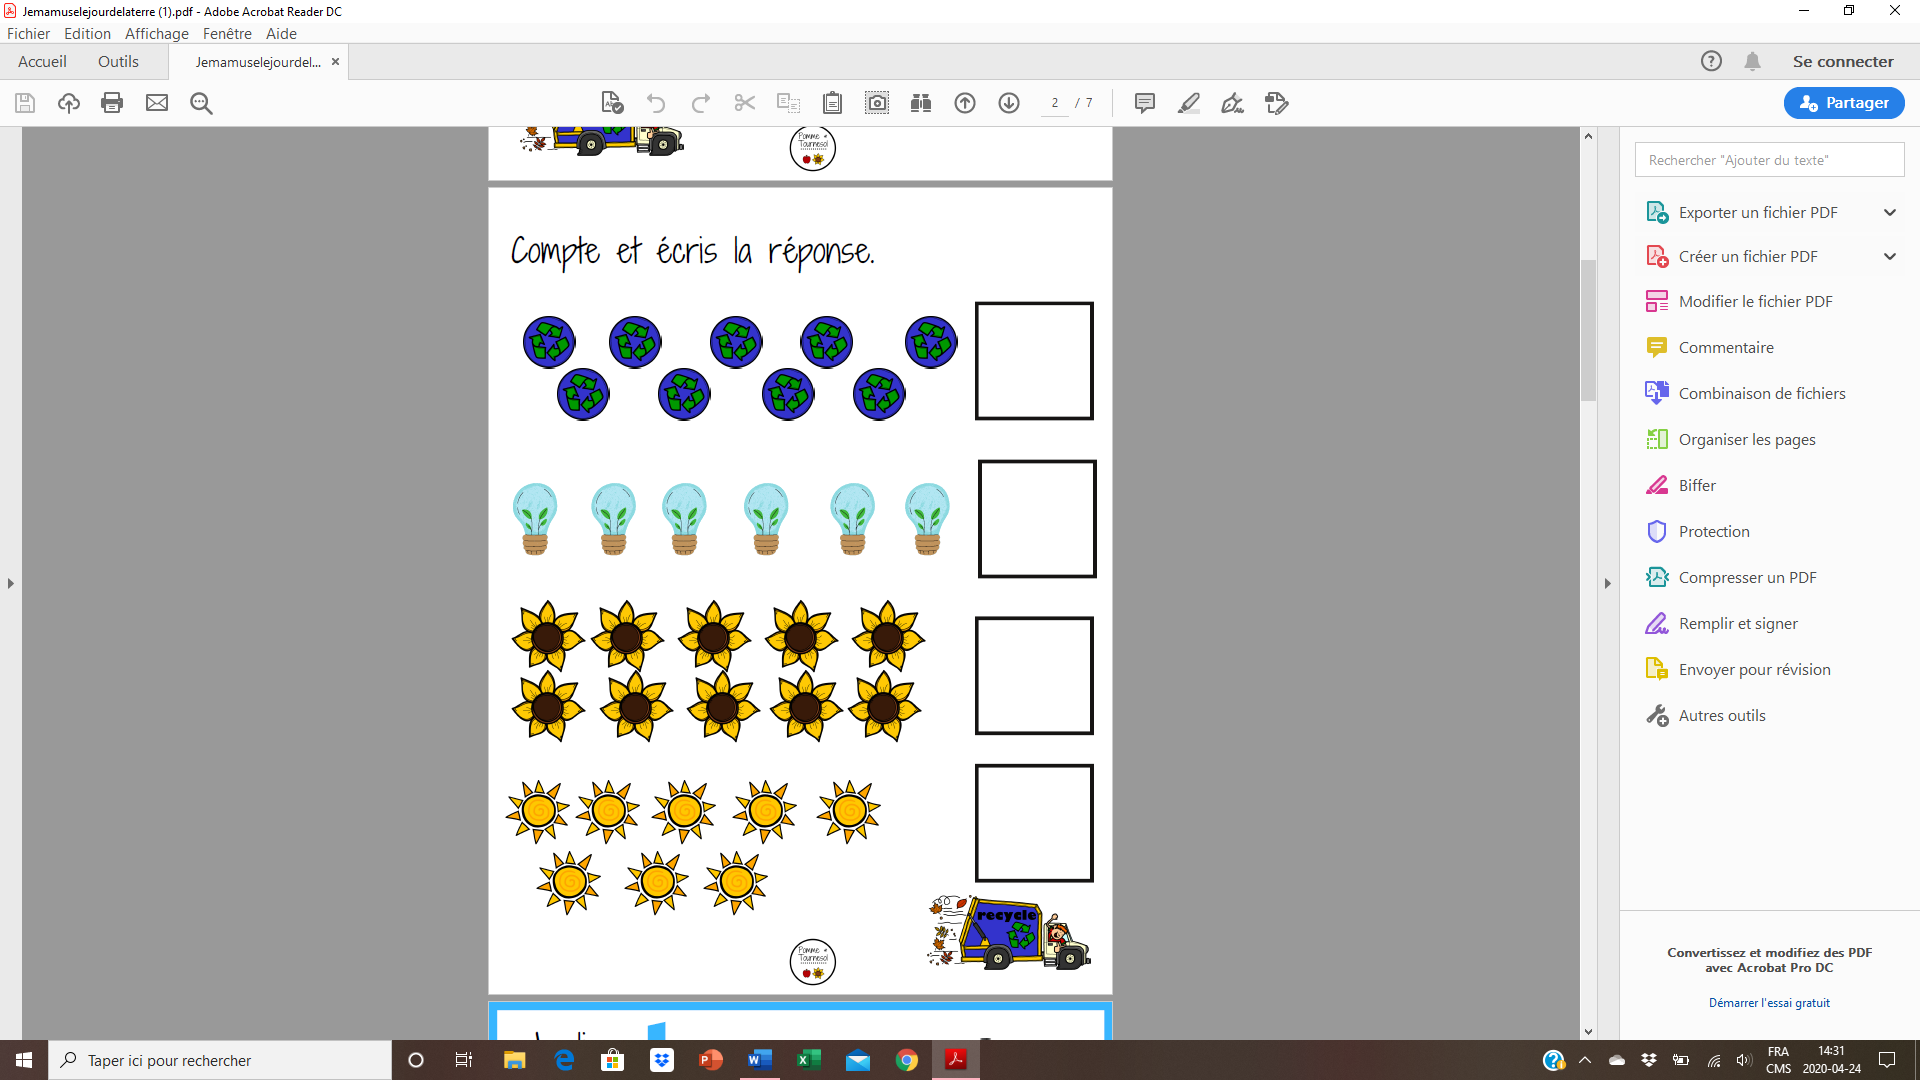 Jemamuselejourdelaterre (1).pdf - Adobe Acrobat Reader DC
Fichier Edition Affichage Fenêtre Aide
Accueil Outils Jemamuselejourdel... × Se connecter
2 / 7 Partager
Pomme & Tournesol
Rechercher "Ajouter du texte"
Exporter un fichier PDF
Créer un fichier PDF
Modifier le fichier PDF
Commentaire
Combinaison de fichiers
Organiser les pages
Biffer
Protection
Compresser un PDF
Remplir et signer
Envoyer pour révision
Autres outils
Compte et écris la réponse.
recycle
Pomme &
Tournesol
Convertissez et modifiez des PDF
avec Acrobat Pro DC
Démarrer l'essai gratuit
Taper ici pour rechercher
FRA
CMS
14:31
2020-04-24